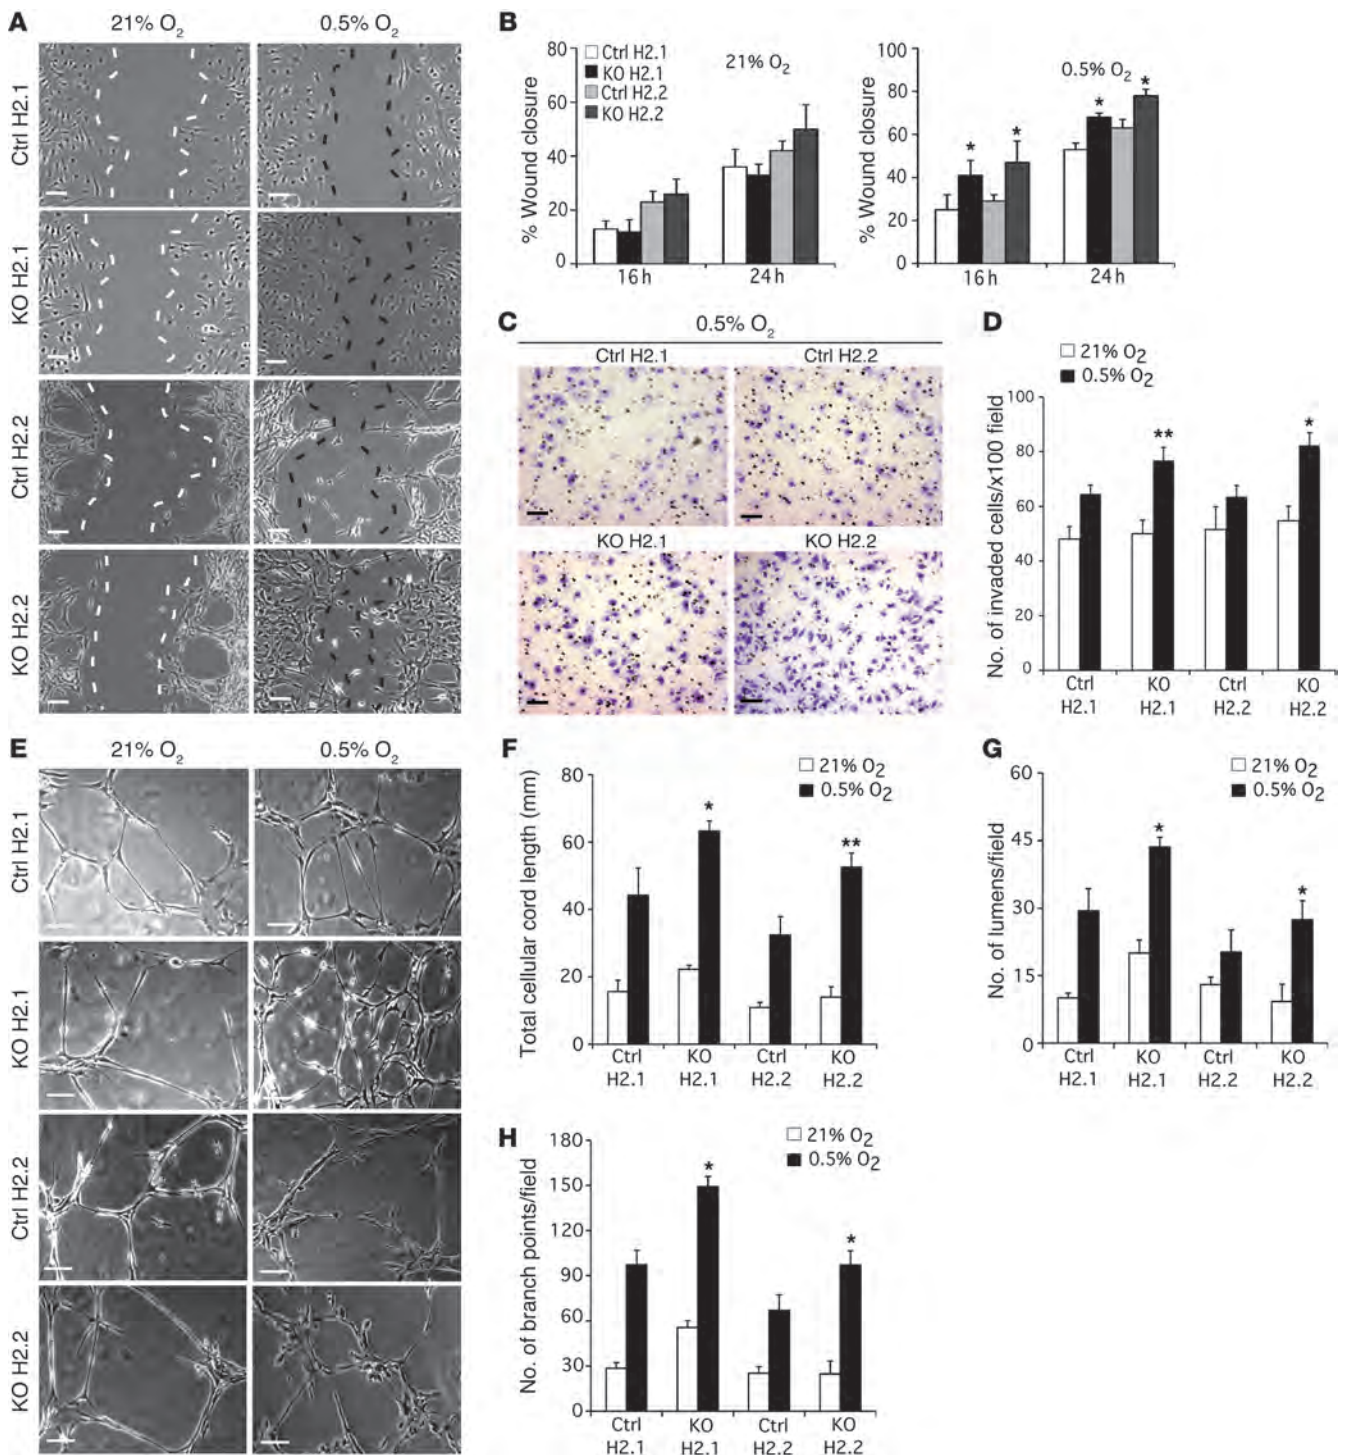 A
21% O2
0.5% O2
Ctrl H2.1
KO H2.1
Ctrl H2.2
KO H2.2
B
Ctrl H2.1
KO H2.1
Ctrl H2.2
KO H2.2
21% O2
% Wound closure
80
60
40
20
0
16h
24h
0.5% O2
% Wound closure
100
80
60
40
20
0
*
*
*
*
16h
24h
C
0.5% O2
Ctrl H2.1
Ctrl H2.2
KO H2.1
KO H2.2
D
21% O2
0.5% O2
No. of invaded cells/x100 field
100
80
60
40
20
0
**
*
Ctrl
H2.1
KO
H2.1
Ctrl
H2.2
KO
H2.2
E
21% O2
0.5% O2
Ctrl H2.1
KO H2.1
Ctrl H2.2
KO H2.2
F
21% O2
0.5% O2
Total cellular cord length (mm)
80
60
40
20
0
*
**
Ctrl
H2.1
KO
H2.1
Ctrl
H2.2
KO
H2.2
G
21% O2
0.5% O2
No. of lumens/field
60
45
30
15
0
*
*
Ctrl
H2.1
KO
H2.1
Ctrl
H2.2
KO
H2.2
H
21% O2
0.5% O2
No. of branch points/field
180
150
120
90
60
30
0
*
*
Ctrl
H2.1
KO
H2.1
Ctrl
H2.2
KO
H2.2